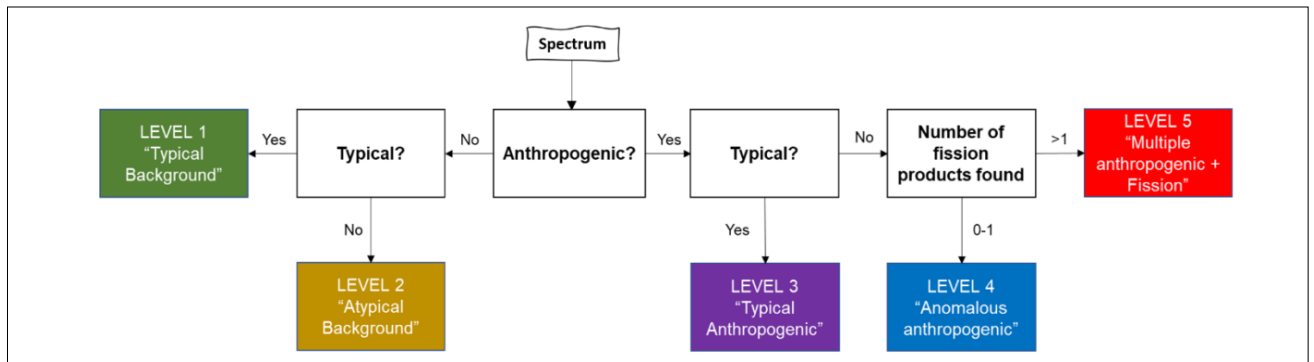 Spectrum
LEVEL 1
“Typical
Background”
Yes
Typical?
No
Anthropogenic?
Yes
Typical?
No
Number of
fission
products found
>1
LEVEL 5
“Multiple
anthropogenic +
Fission”
No
Yes
0-1
LEVEL 2
“Atypical
Background”
LEVEL 3
“Typical
Anthropogenic”
LEVEL 4
“Anomalous
anthropogenic”